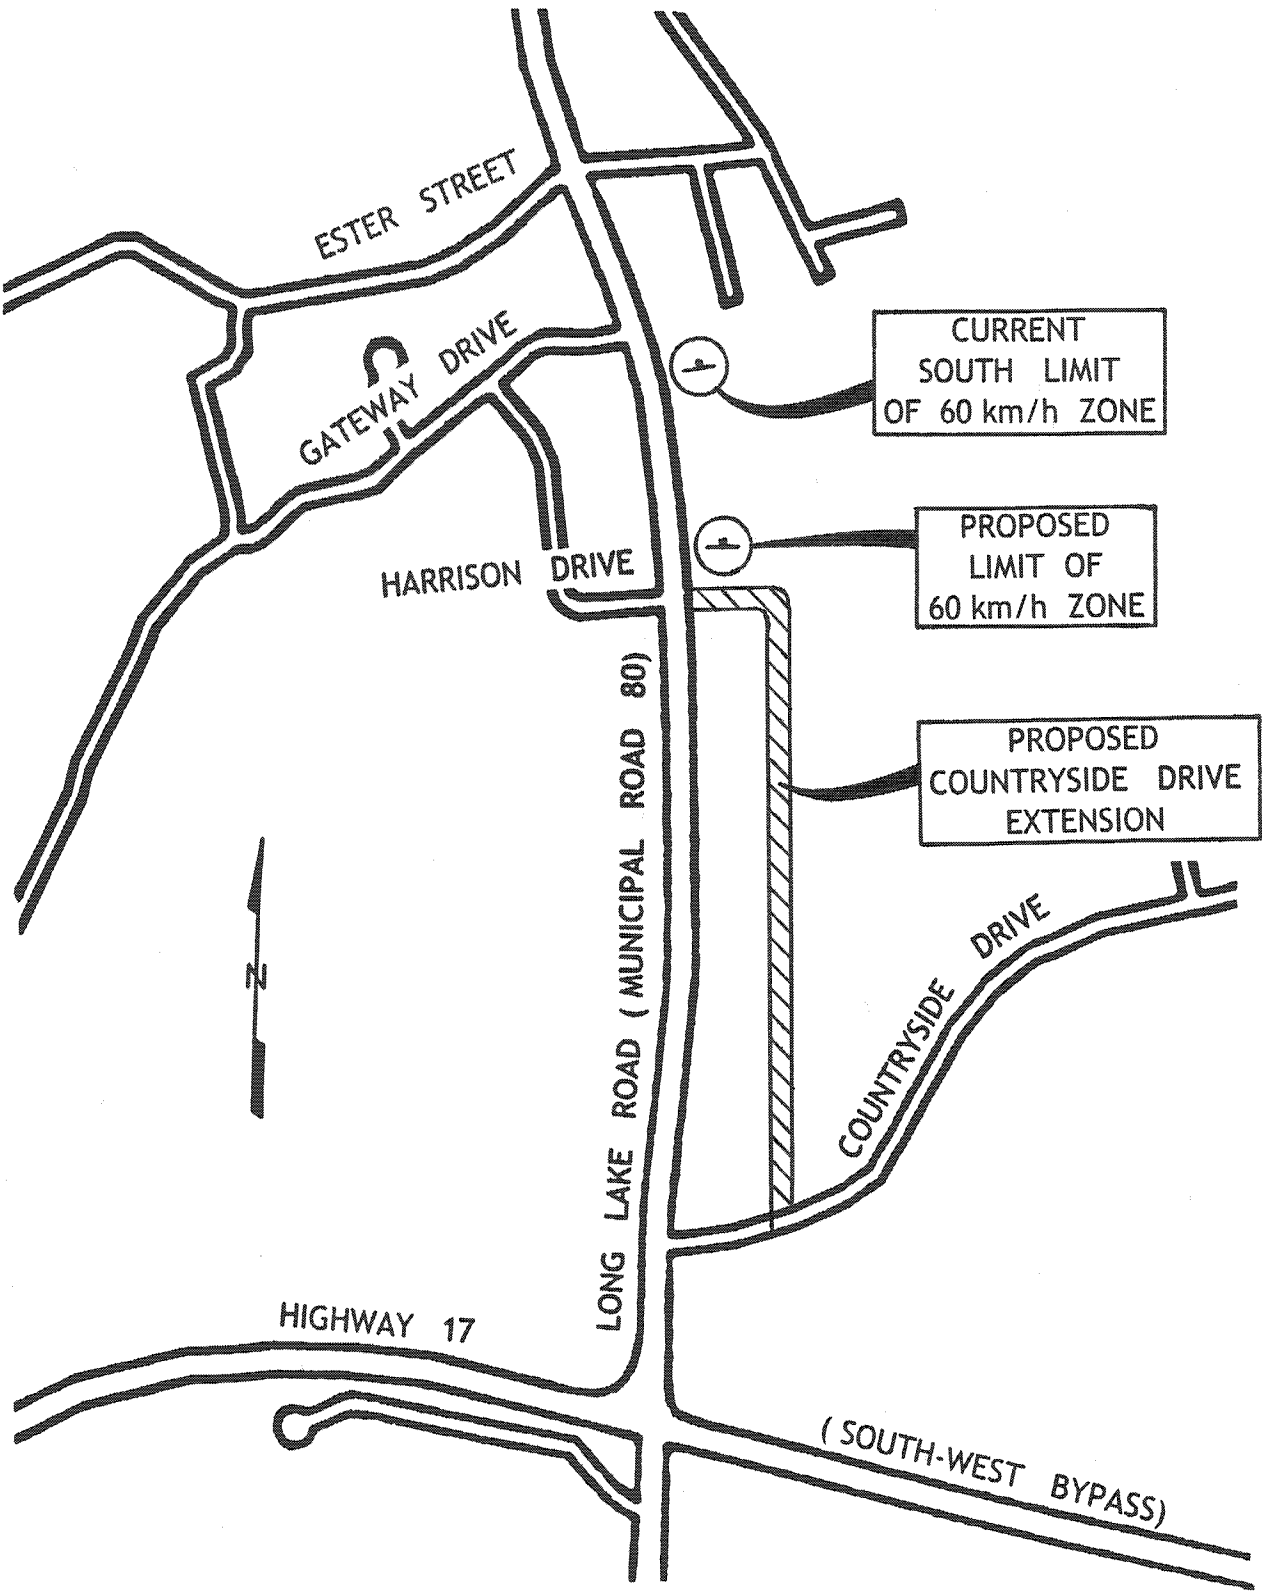 ESTER STREET
GATEWAY DRIVE
CURRENT
SOUTH LIMIT
OF 60 km/h ZONE
PROPOSED
LIMIT OF
60 km/h ZONE
HARRISON DRIVE
LONG LAKE ROAD (MUNICIPAL ROAD 80)
PROPOSED
COUNTRYSIDE DRIVE
EXTENSION
N
COUNTRYSIDE DRIVE
HIGHWAY 17
(SOUTH-WEST BYPASS)